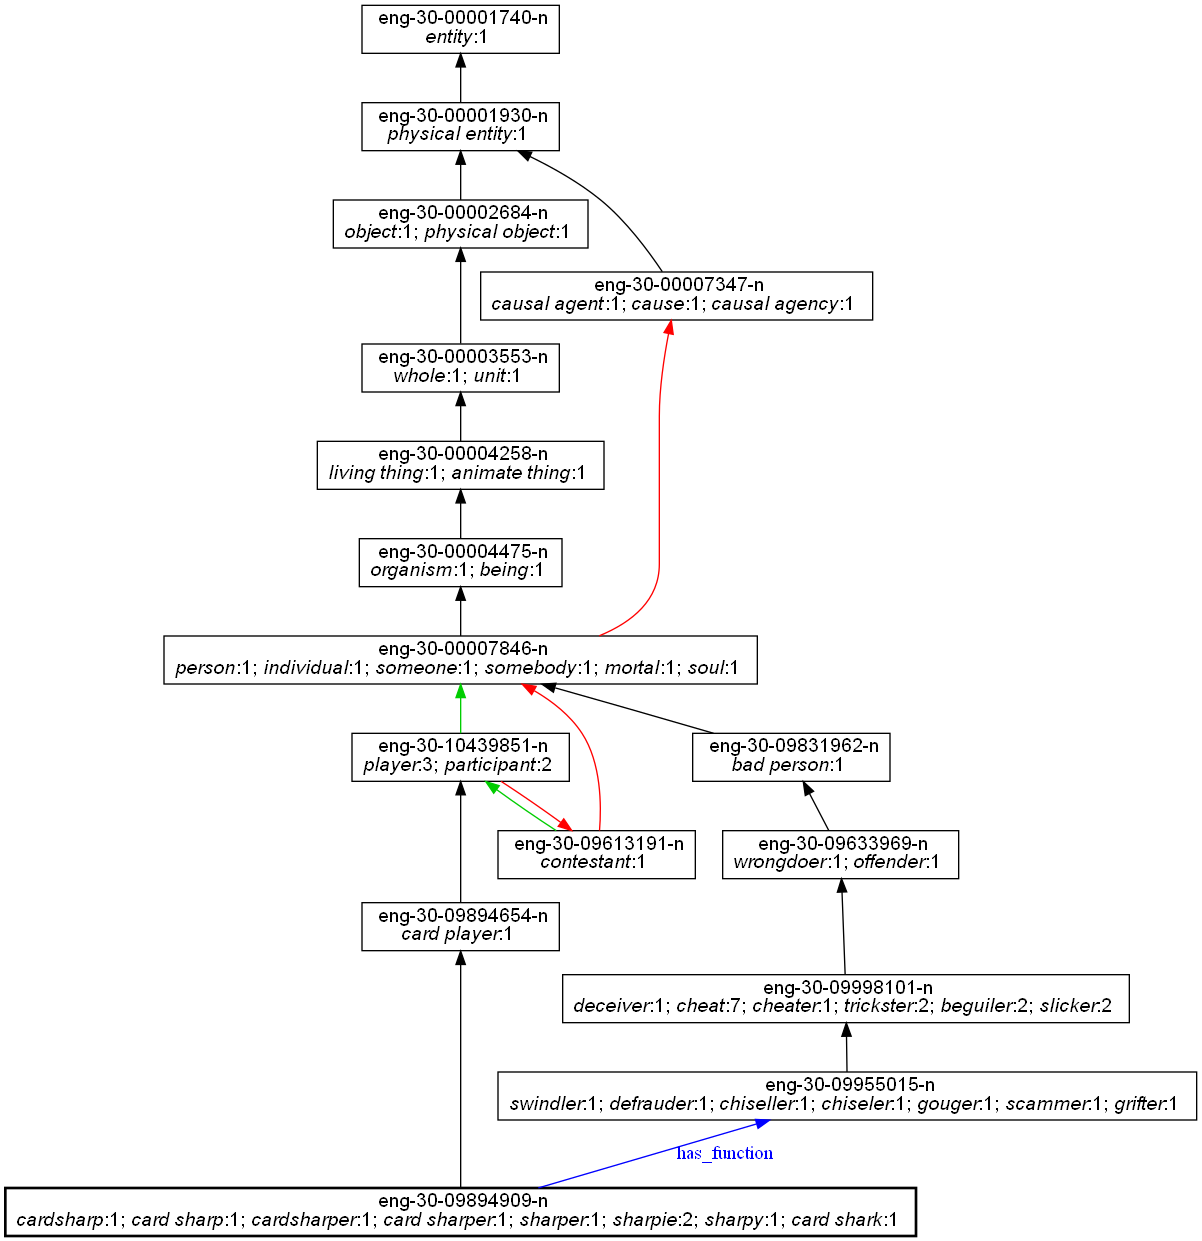 eng-30-00001740-n
entity:1
eng-30-00001930-n
physical entity:1
eng-30-00002684-n
object:1; physical object:1
eng-30-00007347-n
causal agent:1; cause:1; causal agency:1
eng-30-00003553-n
whole:1; unit:1
eng-30-00004258-n
living thing:1; animate thing:1
eng-30-00004475-n
organism:1; being:1
eng-30-00007846-n
person:1; individual:1; someone:1; somebody:1; mortal:1; soul:1
eng-30-10439851-n
player:3; participant:2
eng-30-09831962-n
bad person:1
eng-30-09613191-n
contestant:1
eng-30-09633969-n
wrongdoer:1; offender:1
eng-30-09894654-n
card player:1
eng-30-09998101-n
deceiver:1; cheat:7; cheater:1; trickster:2; beguiler:2; slicker:2
eng-30-09955015-n
swindler:1; defrauder:1; chiseller:1; chiseler:1; gouger:1; scammer:1; grifter:1
has_function
eng-30-09894909-n
cardsharp:1; card sharp:1; cardsharper:1; card sharper:1; sharper:1; sharpie:2; sharpy:1; card shark:1